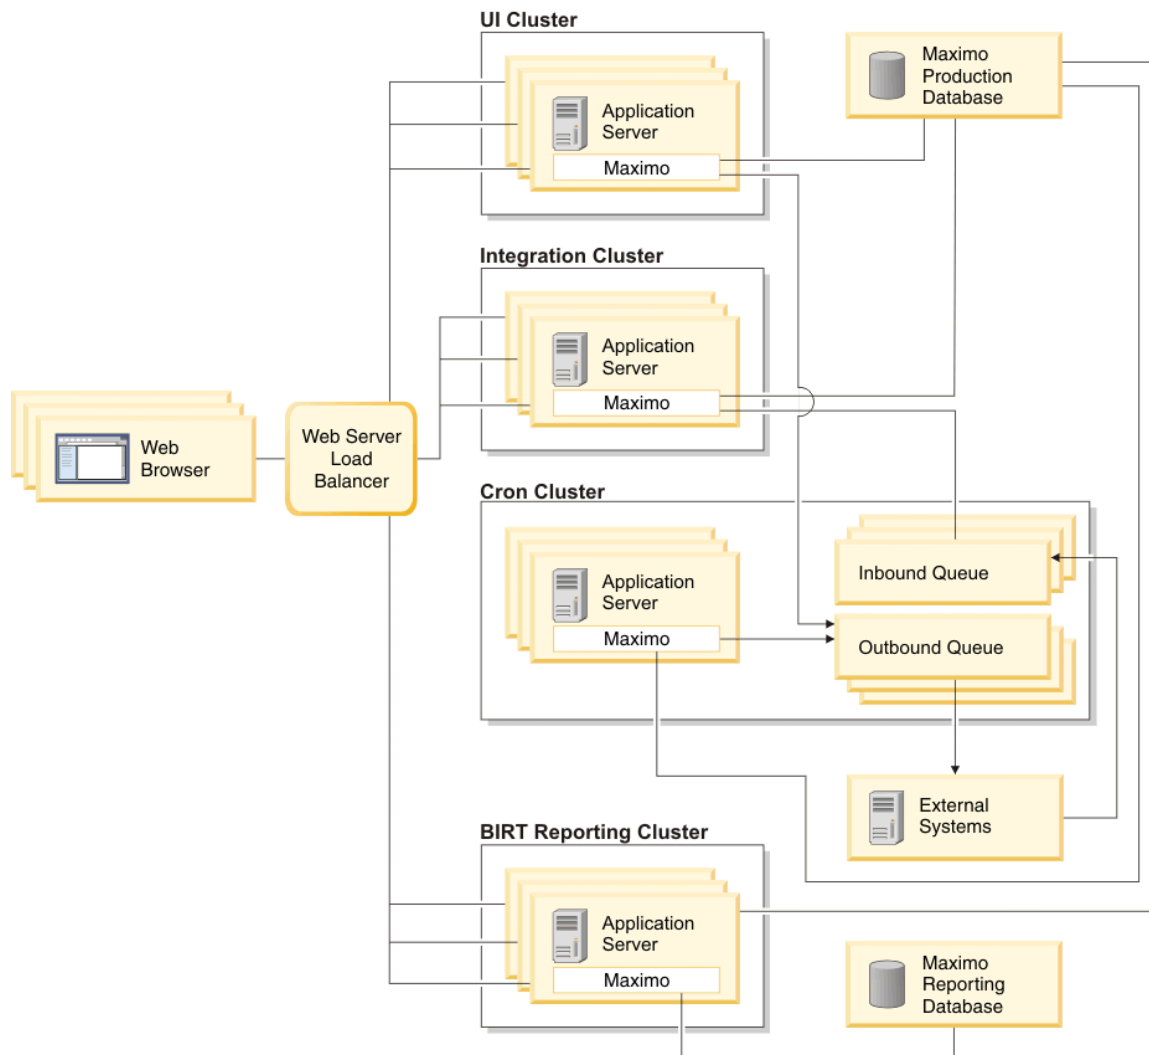 UI Cluster
Application
Server
Maximo
Maximo
Production
Database
Integration Cluster
Application
Server
Maximo
Web
Browser
Web Server
Load
Balancer
Cron Cluster
Application
Server
Maximo
Inbound Queue
Outbound Queue
External
Systems
BIRT Reporting Cluster
Application
Server
Maximo
Maximo
Reporting
Database